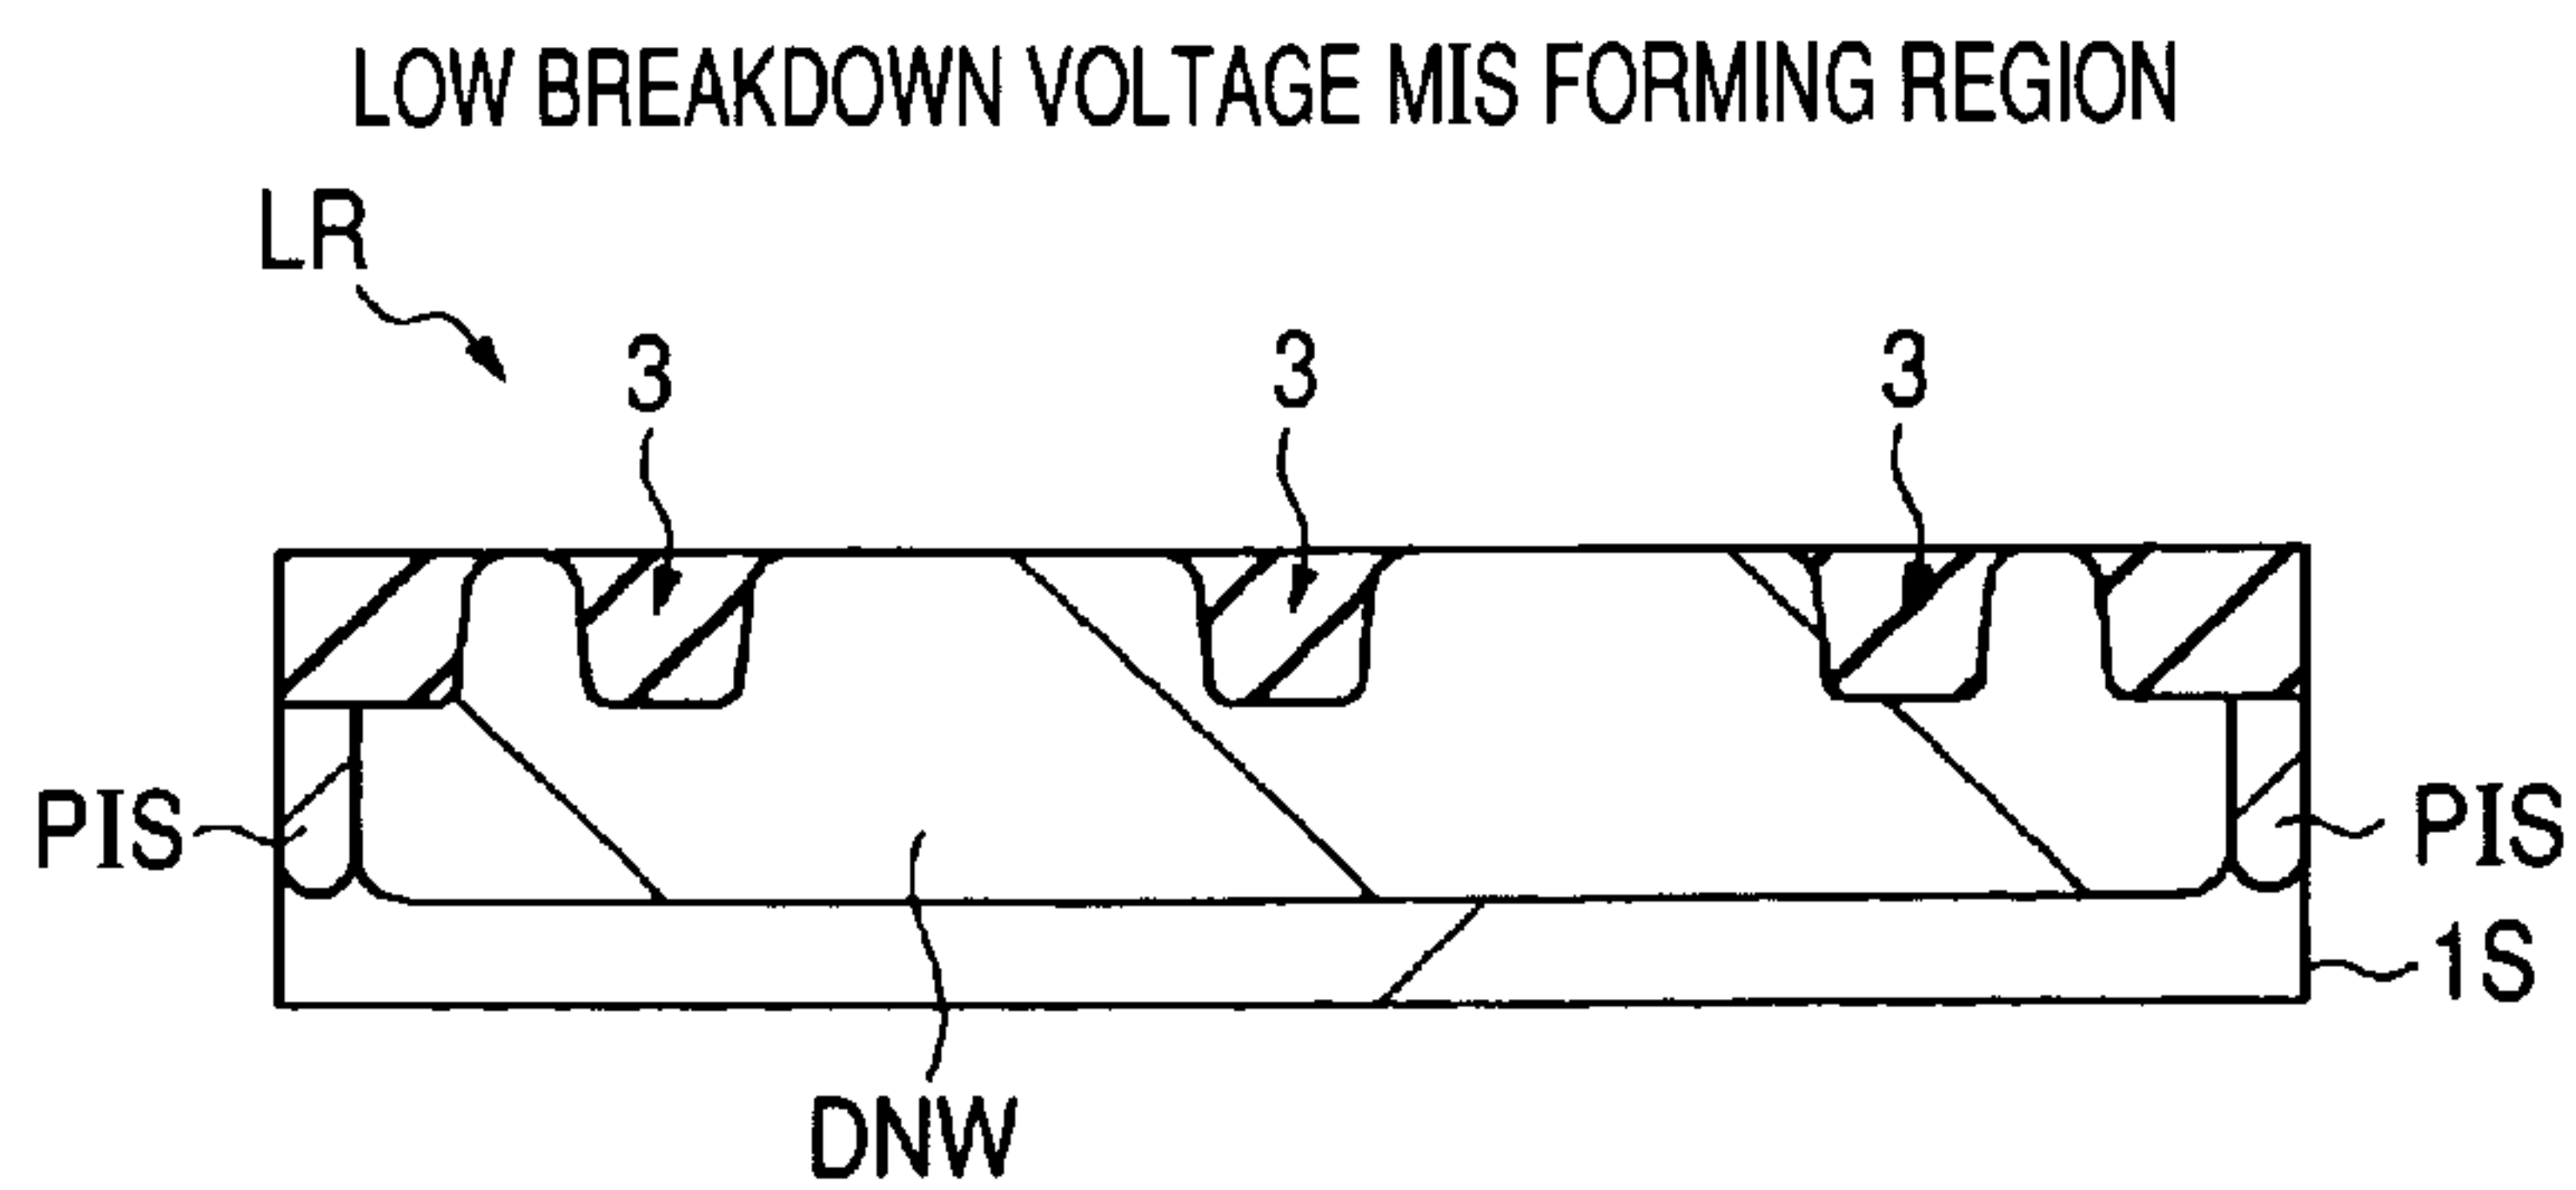 LOW BREAKDOWN VOLTAGE MIS FORMING REGION
LR
3 3 3
PIS PIS
1S
DNW